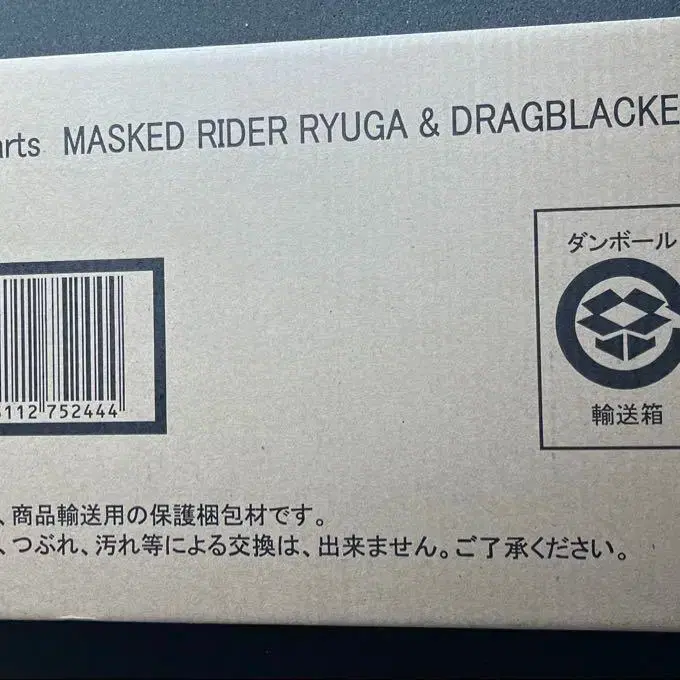 arts MASKED RIDER RYUGA & DRAGBLACKE
ダンボール
112 752444
輸送箱
、商品輸送用の保護梱包材です。
、つぶれ、汚れ等による交換は、出来ません。ご了承ください。